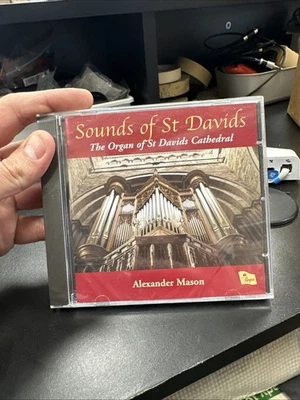 Sounds of St Davids
The Organ of St Davids Cathedral
Alexander Mason